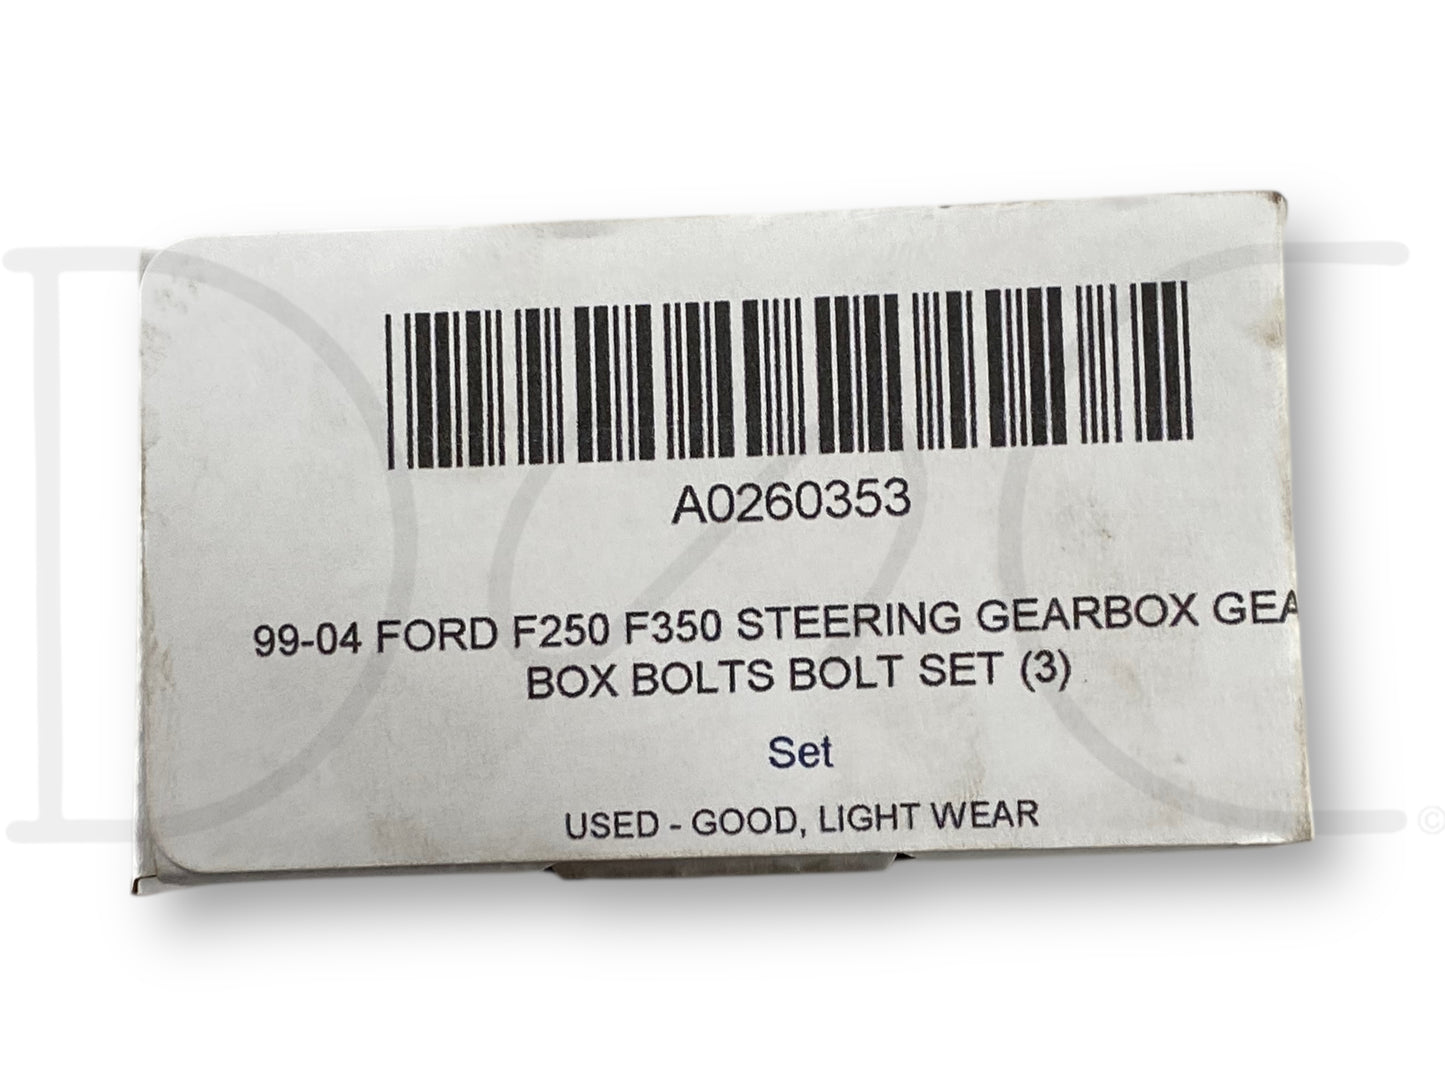 A0260353
99-04 FORD F250 F350 STEERING GEARBOX GEA
BOX BOLTS BOLT SET (3)
Set
USED - GOOD, LIGHT WEAR
©